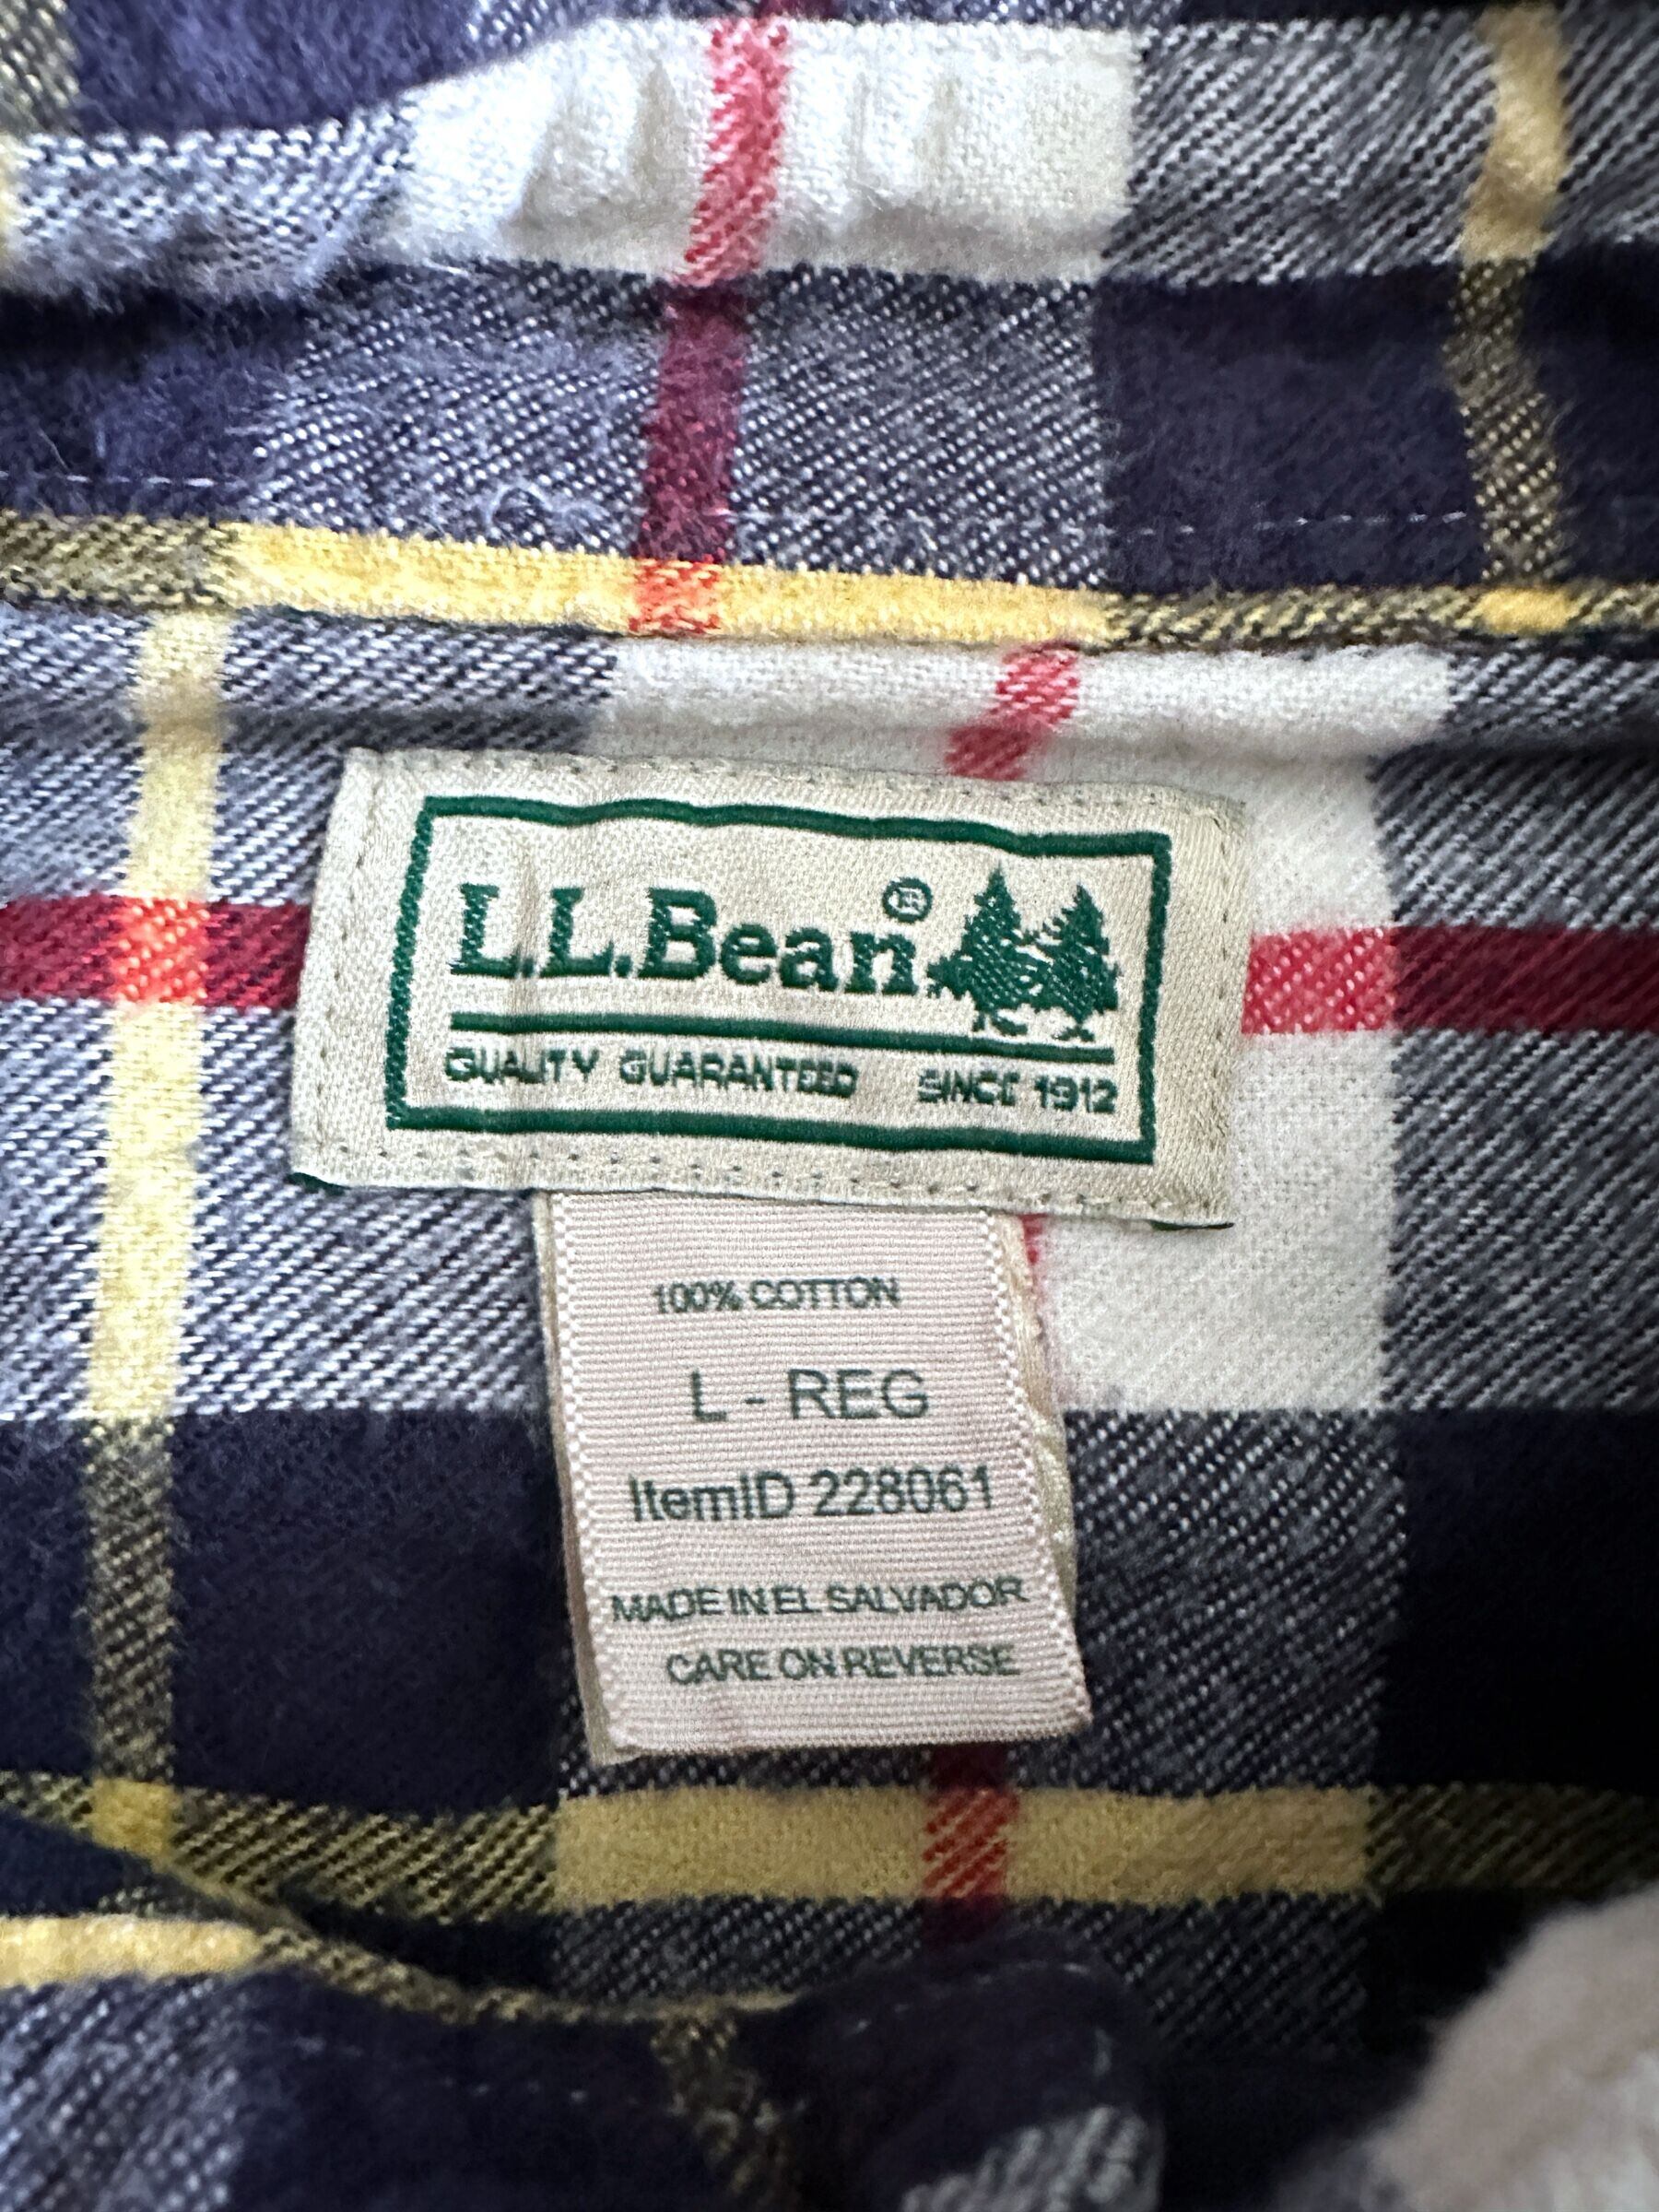 L.L.Bean®
QUALITY GUARANTEED SINCE 1912
100% COTTON
L - REG
ItemID 228061
MADE IN EL SALVADOR
CARE ON REVERSE